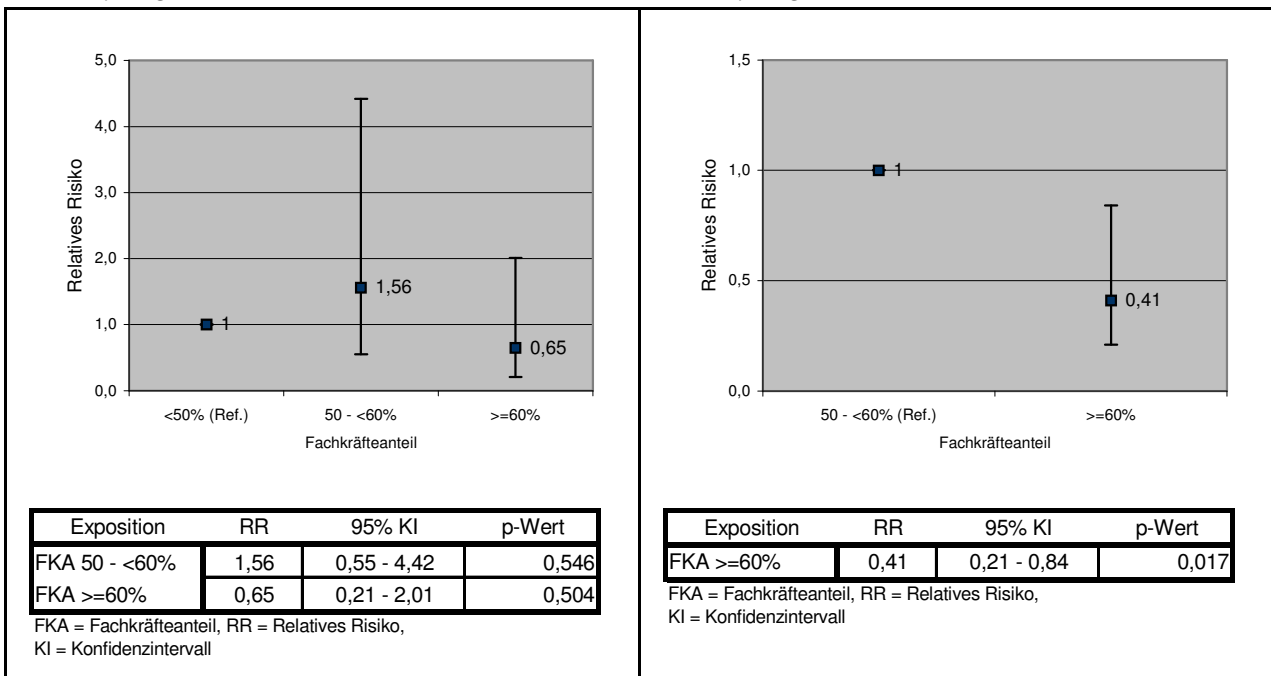 5,0
4,0
3,0
2,0
1,0
0,0
Relatives Risiko
1
1,56
0,65
<50% (Ref.) 50 - <60% >=60%
Fachkräfteanteil
Exposition RR 95% KI p-Wert
FKA 50 - <60% 1,56 0,55 - 4,42 0,546
FKA >=60% 0,65 0,21 - 2,01 0,504
FKA = Fachkräfteanteil, RR = Relatives Risiko,
KI = Konfidenzintervall
1,5
1,0
0,5
0,0
Relatives Risiko
1
0,41
50 - <60% (Ref.) >=60%
Fachkräfteanteil
Exposition RR 95% KI p-Wert
FKA >=60% 0,41 0,21 - 0,84 0,017
FKA = Fachkräfteanteil, RR = Relatives Risiko,
KI = Konfidenzintervall